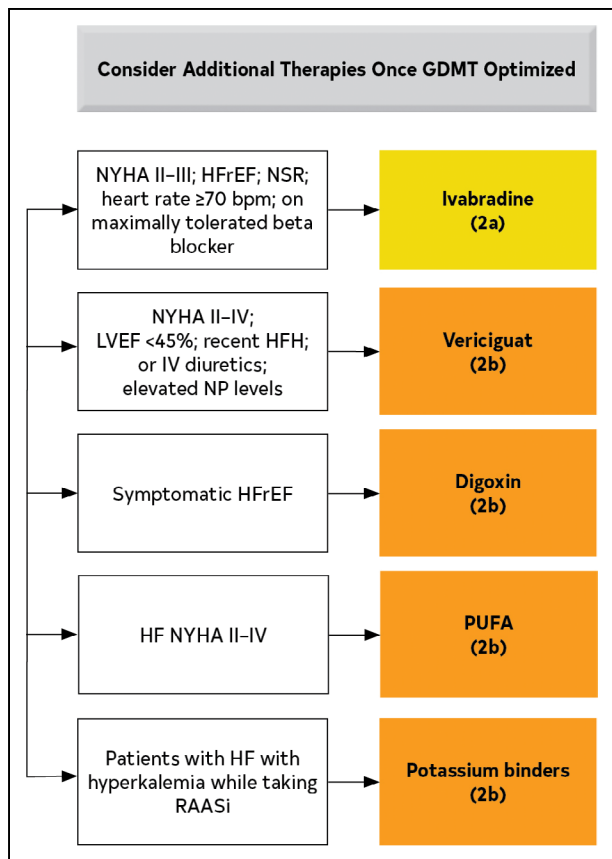 Consider Additional Therapies Once GDMT Optimized
NYHA II–III; HFrEF; NSR;
heart rate ≥70 bpm; on
maximally tolerated beta
blocker
Ivabradine
(2a)
NYHA II–IV;
LVEF <45%; recent HFH;
or IV diuretics;
elevated NP levels
Vericiguat
(2b)
Symptomatic HFrEF
Digoxin
(2b)
HF NYHA II–IV
PUFA
(2b)
Patients with HF with
hyperkalemia while taking
RAASi
Potassium binders
(2b)